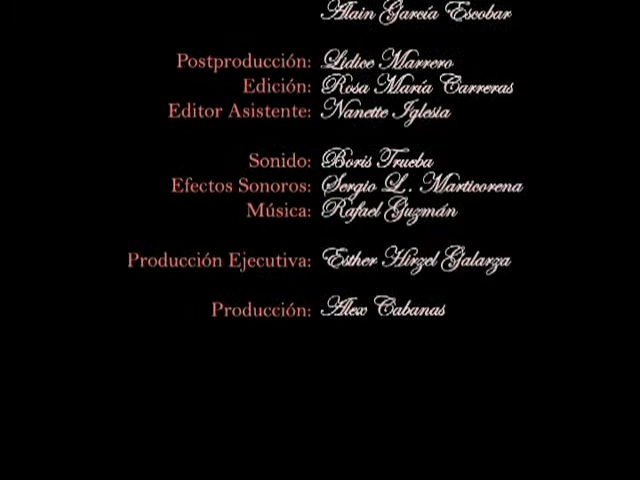 Alain García Escobar
Postproducción: Lidice Marrero
Edición: Rosa María Carreras
Editor Asistente: Nanette Iglesia
Sonido: Boris Trueba
Efectos Sonoros: Sergio L. Marticorena
Música: Rafael Guzmán
Producción Ejecutiva: Esther Hirzel Galarza
Producción: Alex Cabanas